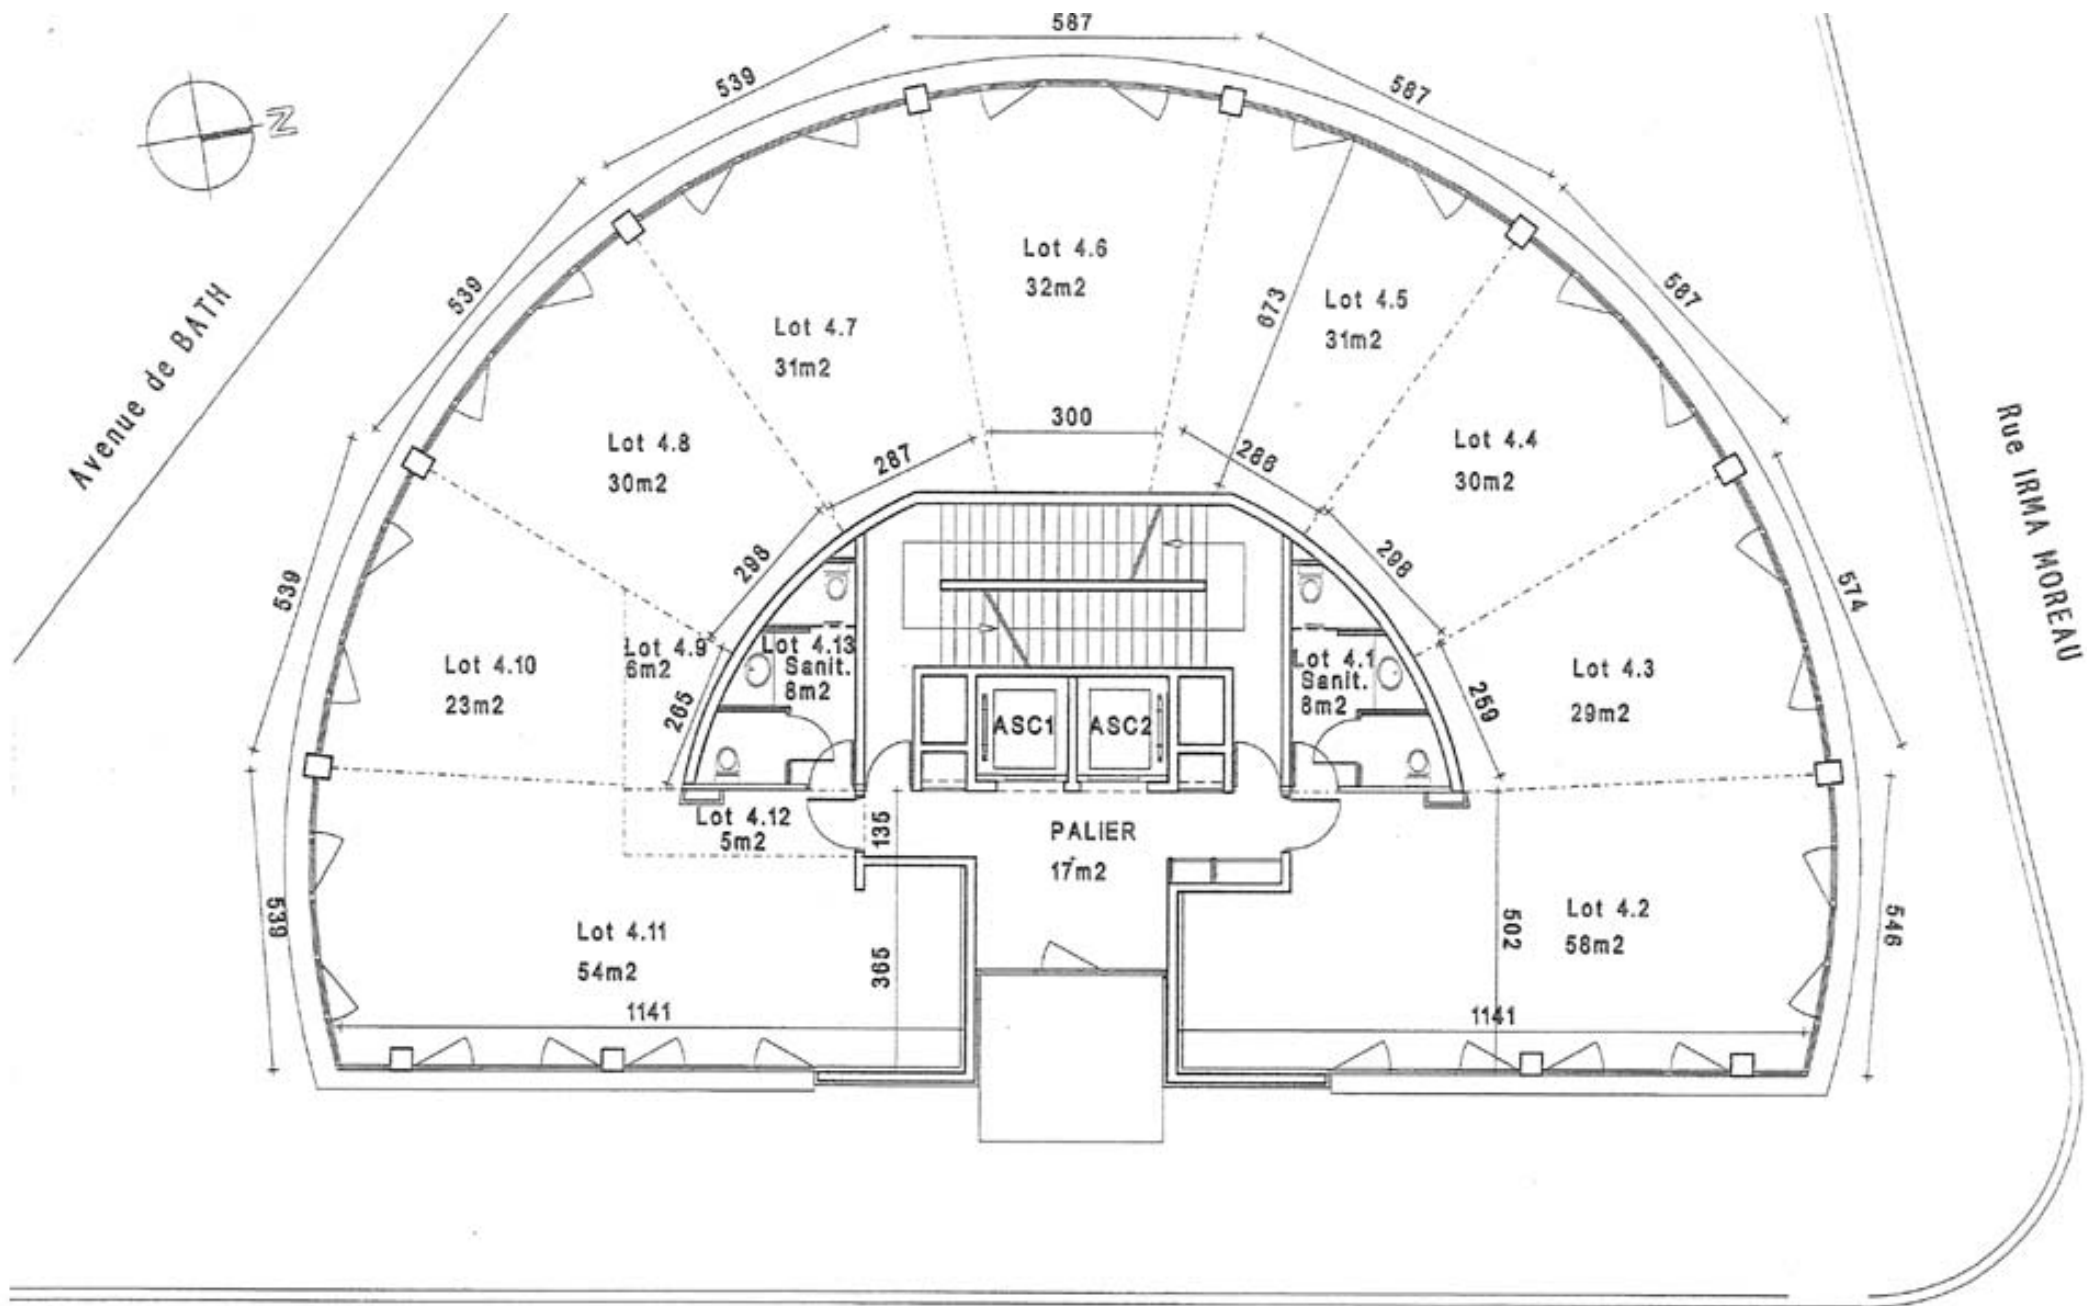 587
539
587
N
Lot 4.6
32m2
673
Lot 4.5
31m2
587
539
Lot 4.7
31m2
Avenue de BATH
300
287
286
Lot 4.8
30m2
Lot 4.4
30m2
Rue IRMA MOREAU
298
298
539
574
Lot 4.10
23m2
Lot 4.9
6m2
Lot 4.13
Sanit.
8m2
Lot 4.1
Sanit.
8m2
Lot 4.3
29m2
265
259
ASC1
ASC2
Lot 4.12
5m2
135
PALIER
17m2
539
Lot 4.11
54m2
365
502
Lot 4.2
58m2
546
1141
1141